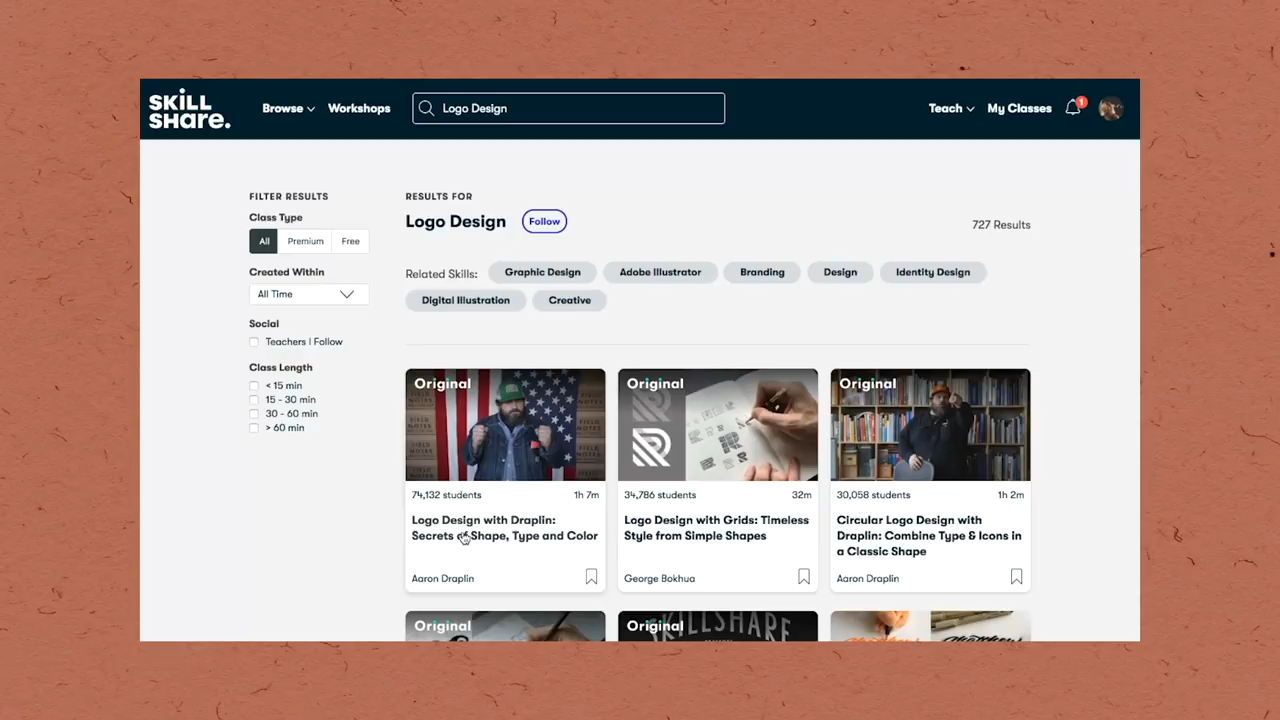 SKILL
SHARE.
Browse
Workshops
Logo Design
Teach
My Classes
1
FILTER RESULTS
Class Type
All
Premium
Free
Created Within
All Time
Social
Teachers I Follow
Class Length
< 15 min
15 - 30 min
30 - 60 min
> 60 min
RESULTS FOR
Logo Design
Follow
727 Results
Related Skills:
Graphic Design
Adobe Illustrator
Branding
Design
Identity Design
Digital Illustration
Creative
Original
FIELD NOTES
74,132 students
1h 7m
Logo Design with Draplin:
Secrets of Shape, Type and Color
Aaron Draplin
Original
34,786 students
32m
Logo Design with Grids: Timeless
Style from Simple Shapes
George Bokhua
Original
30,058 students
1h 2m
Circular Logo Design with
Draplin: Combine Type & Icons in
a Classic Shape
Aaron Draplin
Original
Original
SKILLSHARE